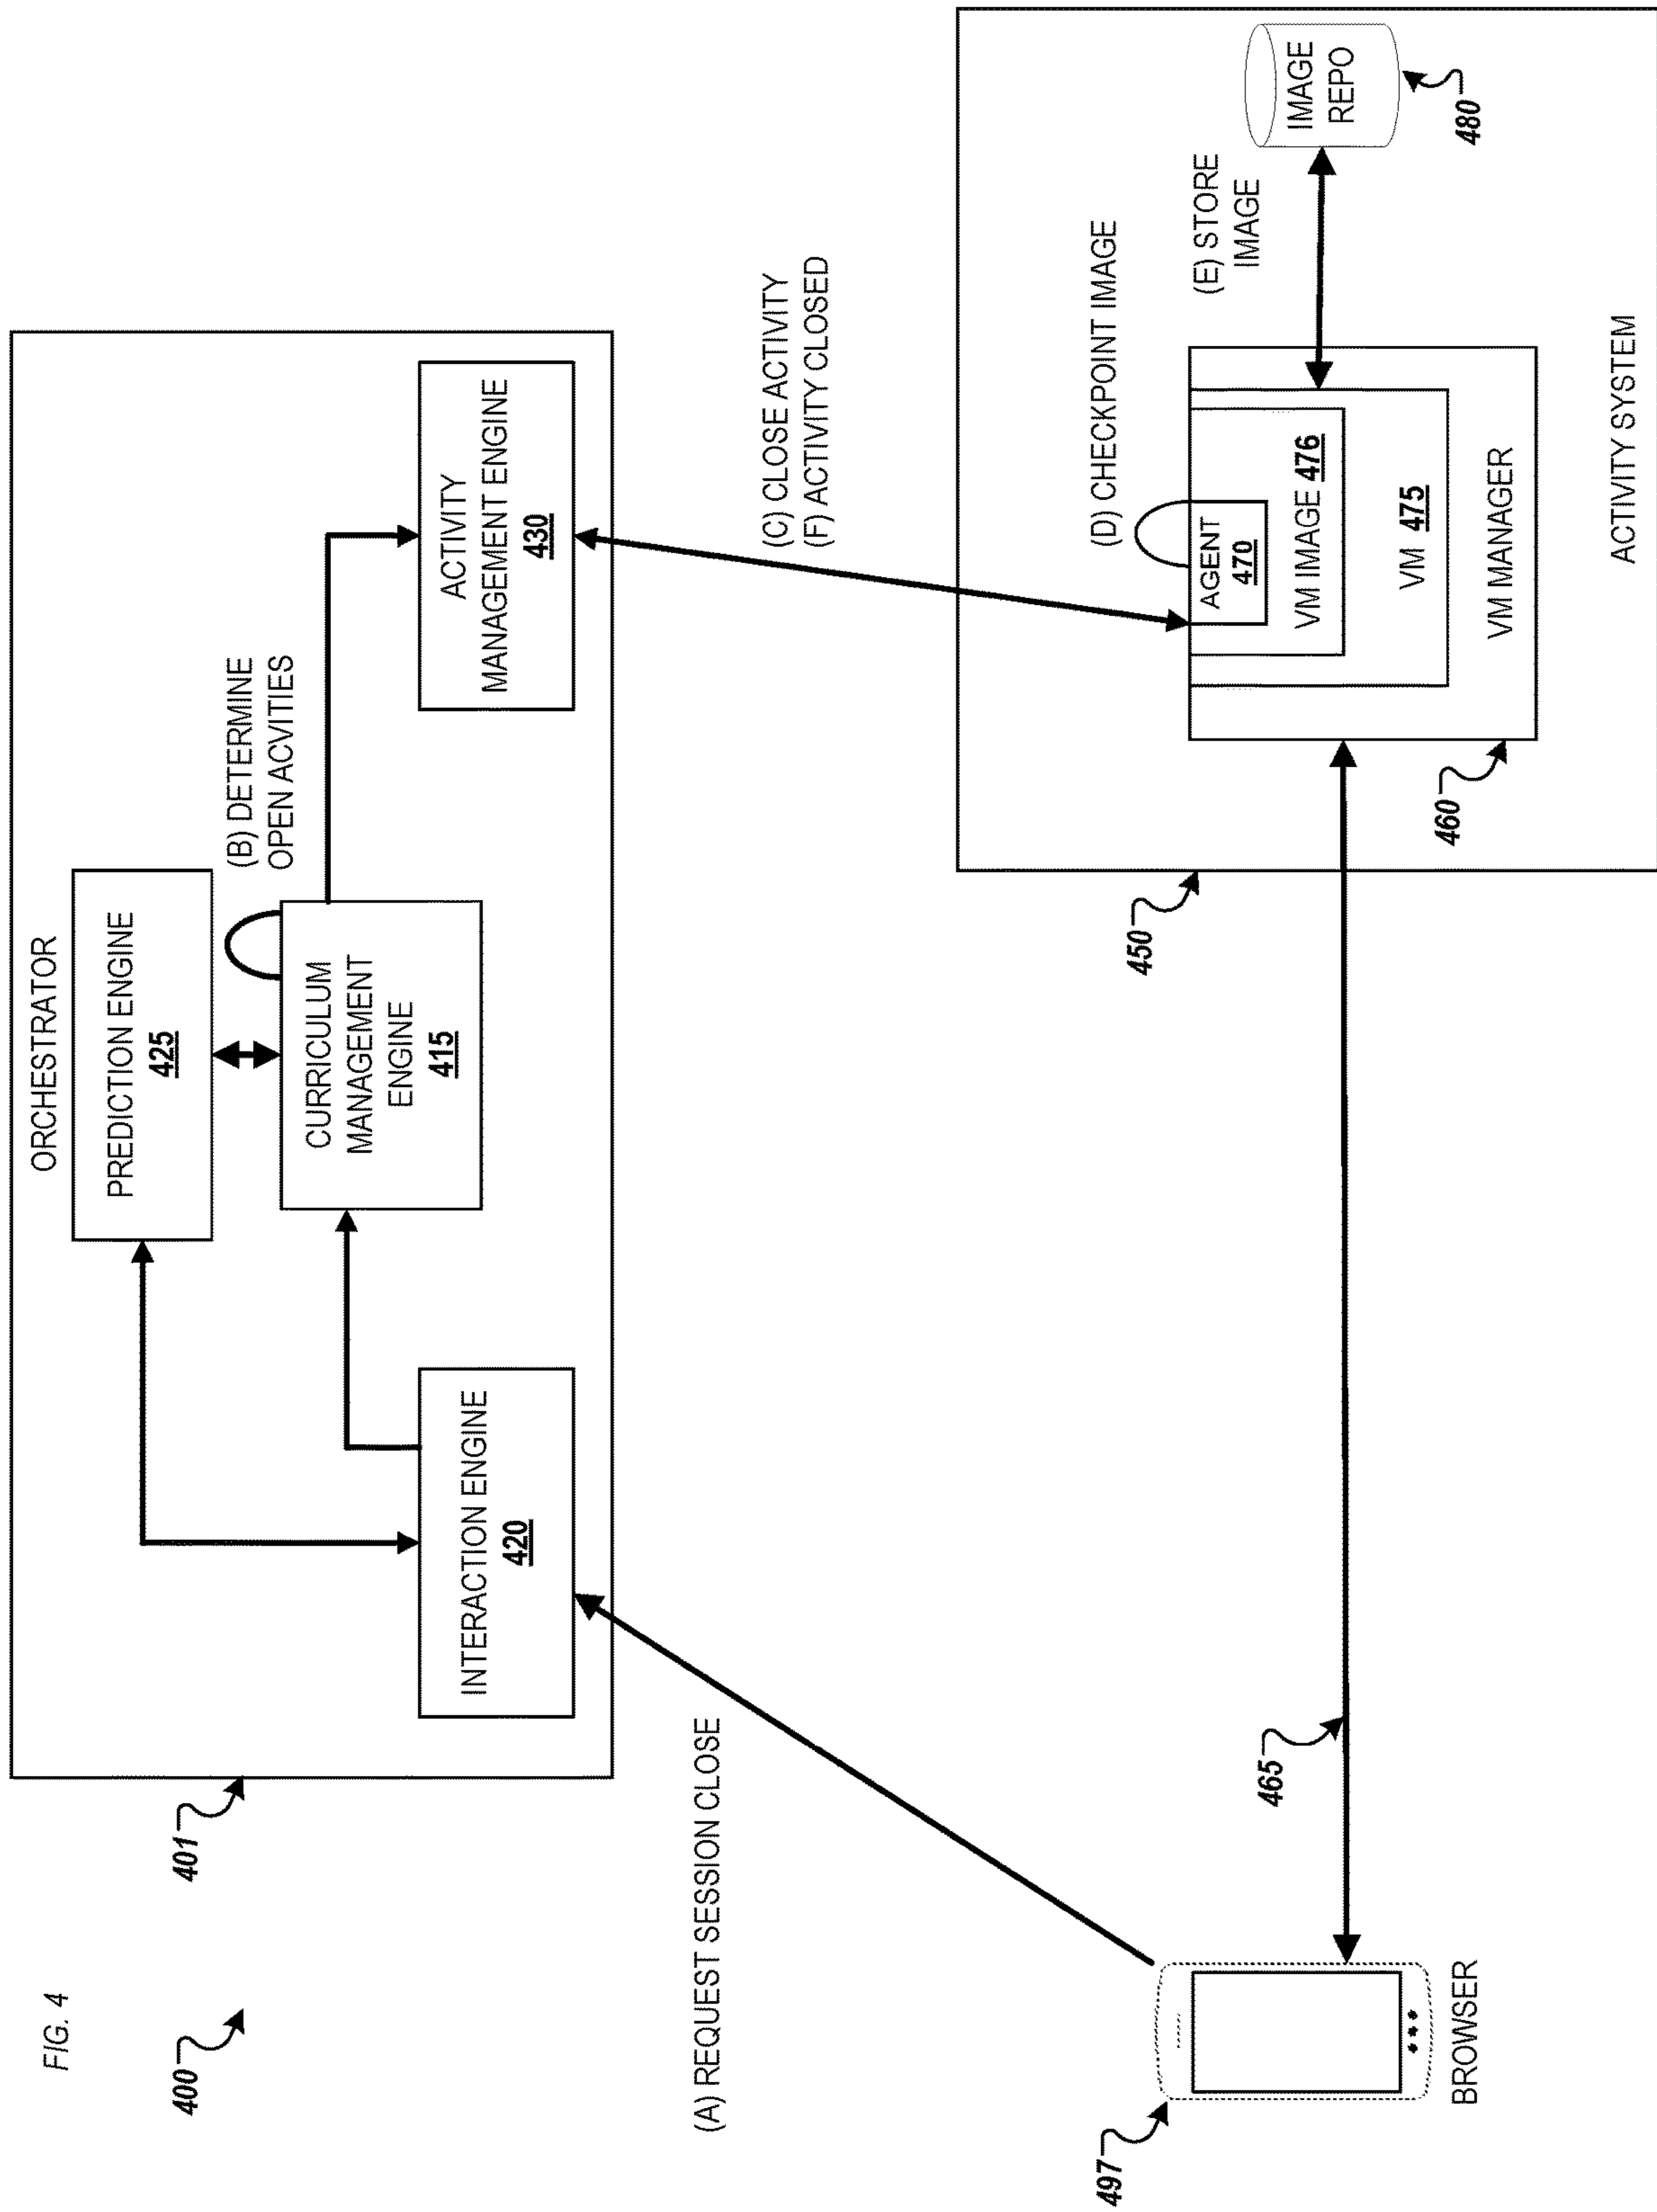 FIG. 4
400
401
ORCHESTRATOR
PREDICTION ENGINE
425
(B) DETERMINE
OPEN ACVITIES
CURRICULUM
MANAGEMENT
ENGINE
415
INTERACTION ENGINE
420
ACTIVITY
MANAGEMENT ENGINE
430
(A) REQUEST SESSION CLOSE
(C) CLOSE ACTIVITY
(F) ACTIVITY CLOSED
497
BROWSER
465
450
(D) CHECKPOINT IMAGE
(E) STORE
IMAGE
AGENT
470
VM IMAGE 476
VM 475
VM MANAGER
460
IMAGE
REPO
480
ACTIVITY SYSTEM